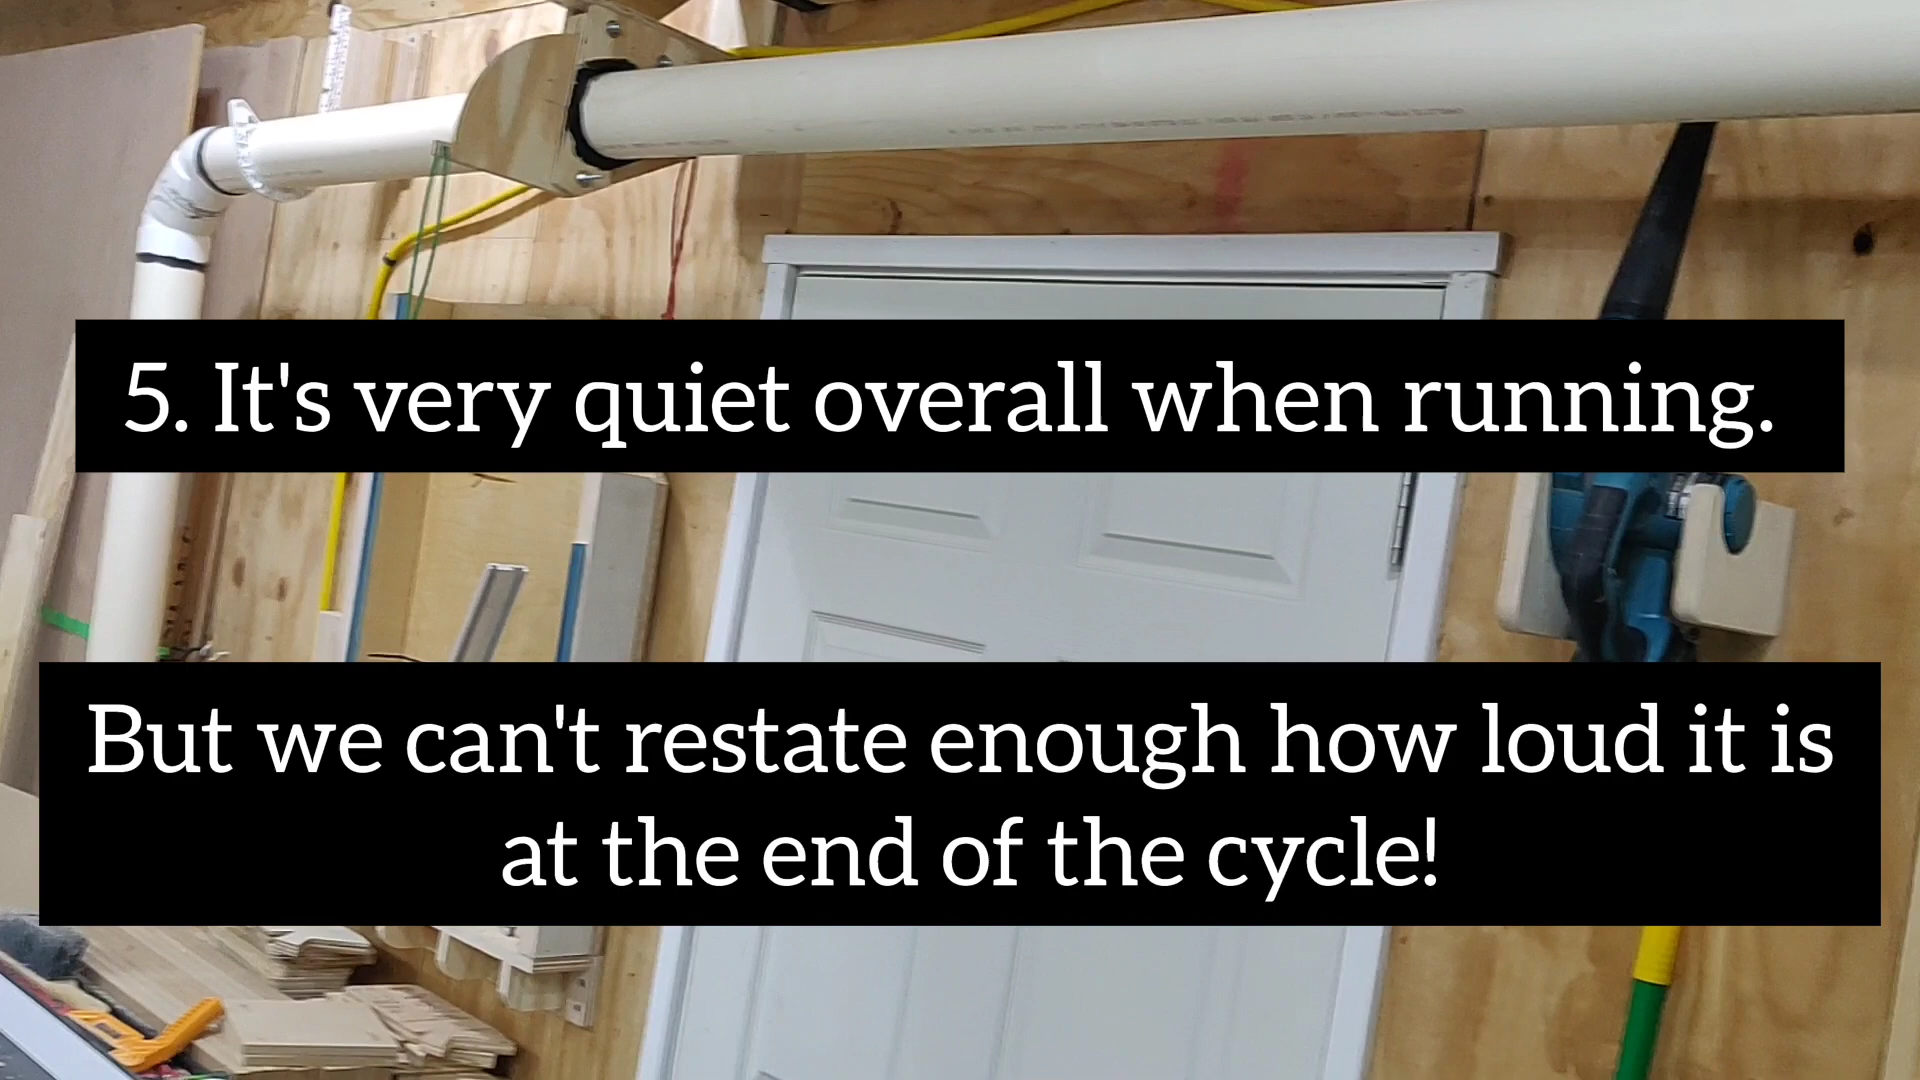 5. It's very quiet overall when running.
But we can't restate enough how loud it is
at the end of the cycle!